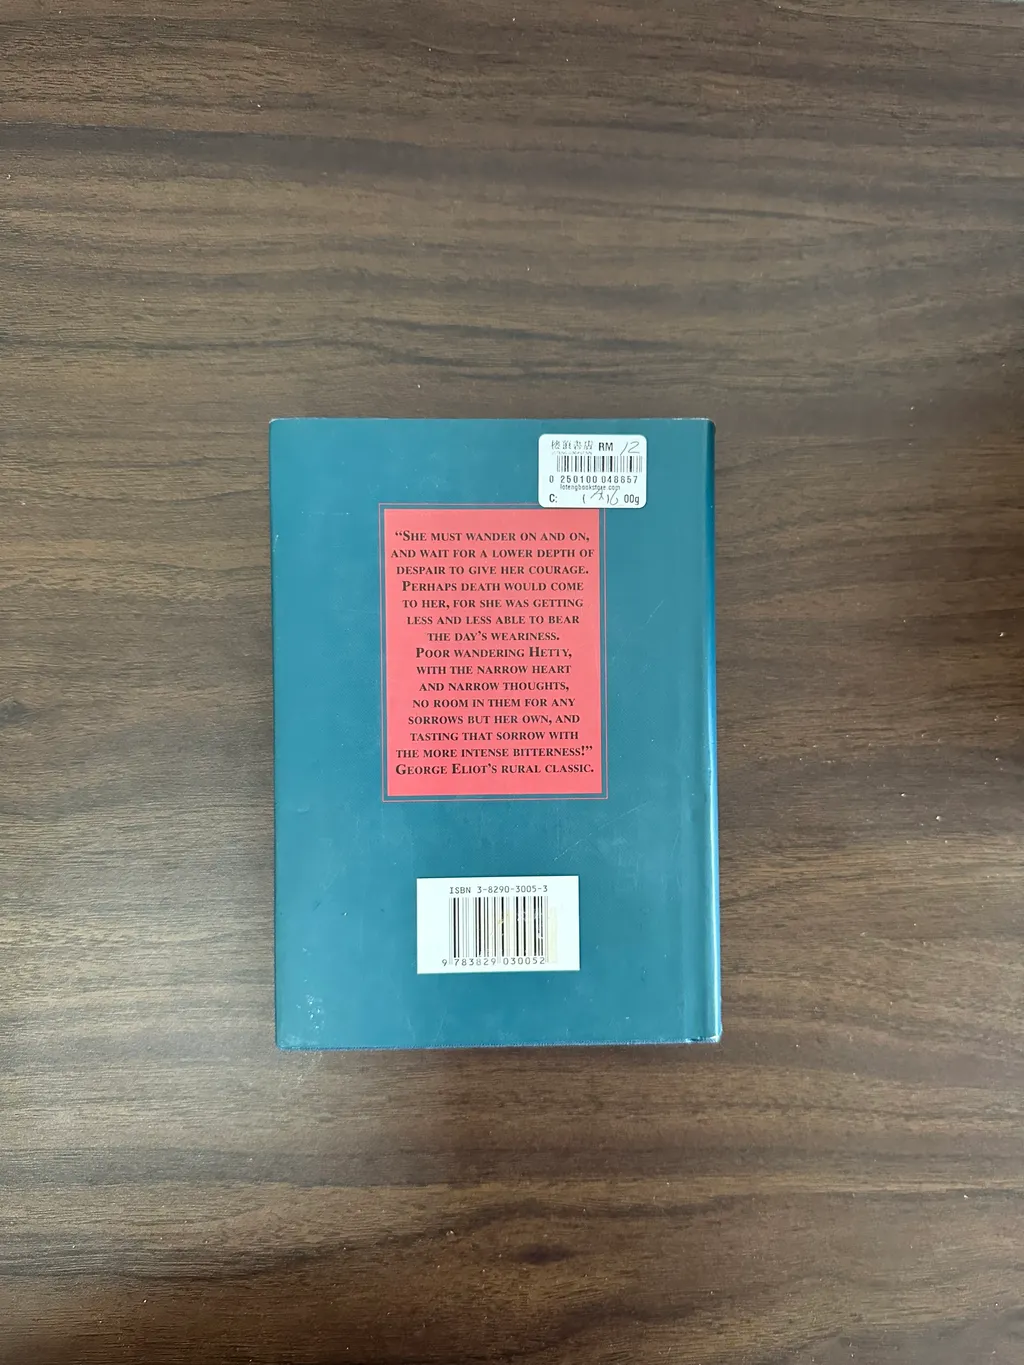 樓頂書房 RM 12
0 250100 048657
lotengbookstore.com
C: ( 00g
“SHE MUST WANDER ON AND ON,
AND WAIT FOR A LOWER DEPTH OF
DESPAIR TO GIVE HER COURAGE.
PERHAPS DEATH WOULD COME
TO HER, FOR SHE WAS GETTING
LESS AND LESS ABLE TO BEAR
THE DAY’S WEARINESS.
POOR WANDERING HETTY,
WITH THE NARROW HEART
AND NARROW THOUGHTS,
NO ROOM IN THEM FOR ANY
SORROWS BUT HER OWN, AND
TASTING THAT SORROW WITH
THE MORE INTENSE BITTERNESS!”
GEORGE ELIOT’S RURAL CLASSIC.
ISBN 3-8290-3005-3
9 783829 030052